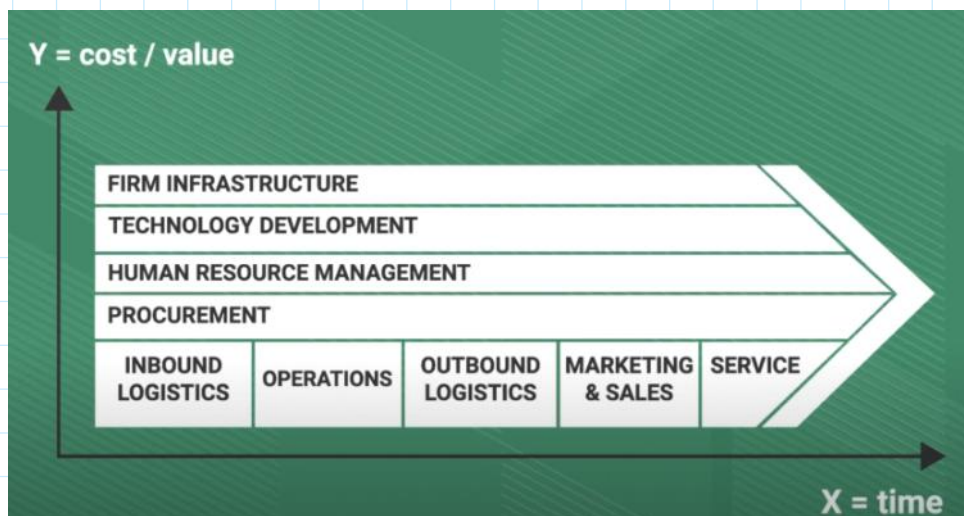 Y = cost / value
FIRM INFRASTRUCTURE
TECHNOLOGY DEVELOPMENT
HUMAN RESOURCE MANAGEMENT
PROCUREMENT
INBOUND
LOGISTICS
OPERATIONS
OUTBOUND
LOGISTICS
MARKETING
& SALES
SERVICE
X = time